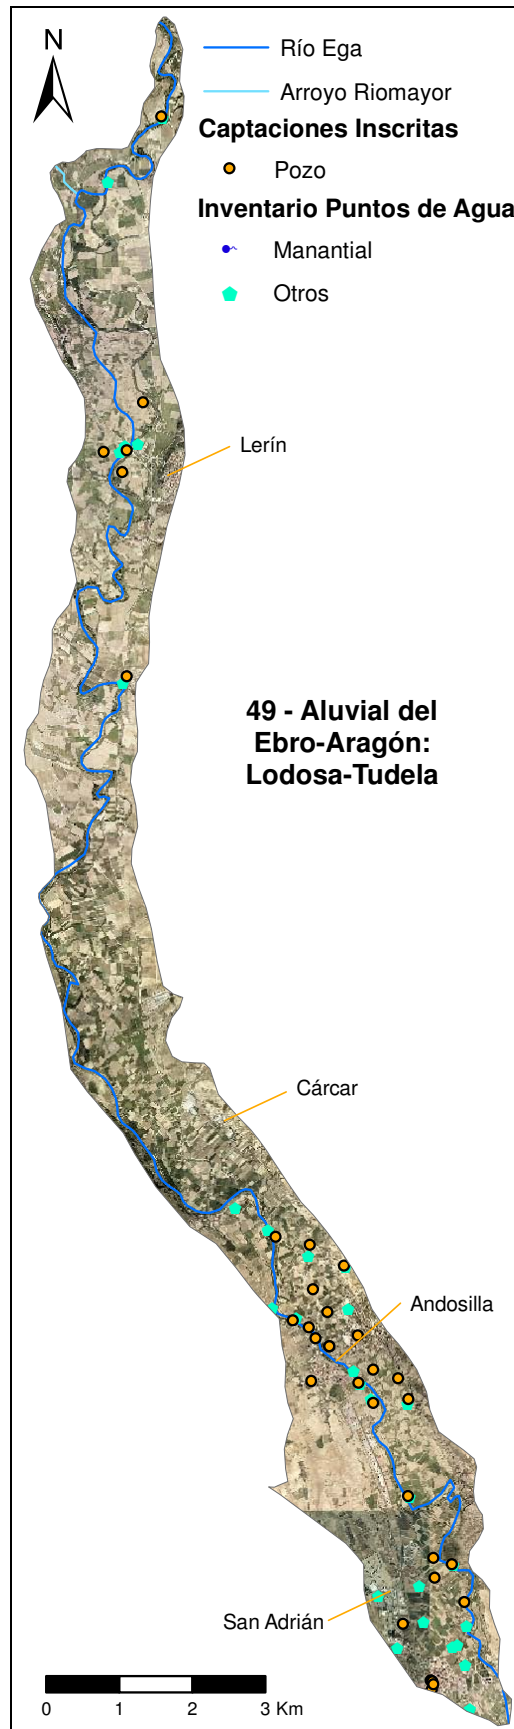 N
Río Ega
Arroyo Riomayor
Captaciones Inscritas
Pozo
Inventario Puntos de Agua
Manantial
Otros
Lerín
49 - Aluvial del
Ebro-Aragón:
Lodosa-Tudela
Cárcar
Andosilla
San Adrián
0 1 2 3 Km